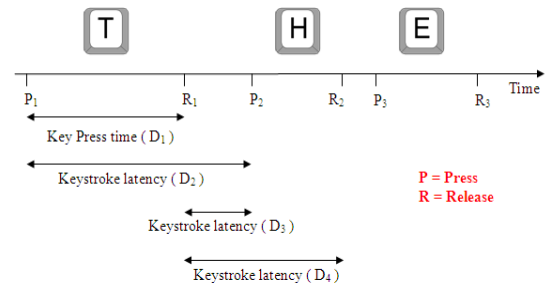 T H E
P1 R1 P2 R2 P3 R3 Time
Key Press time ( D1 )
Keystroke latency ( D2 )
P = Press
R = Release
Keystroke latency ( D3 )
Keystroke latency ( D4 )